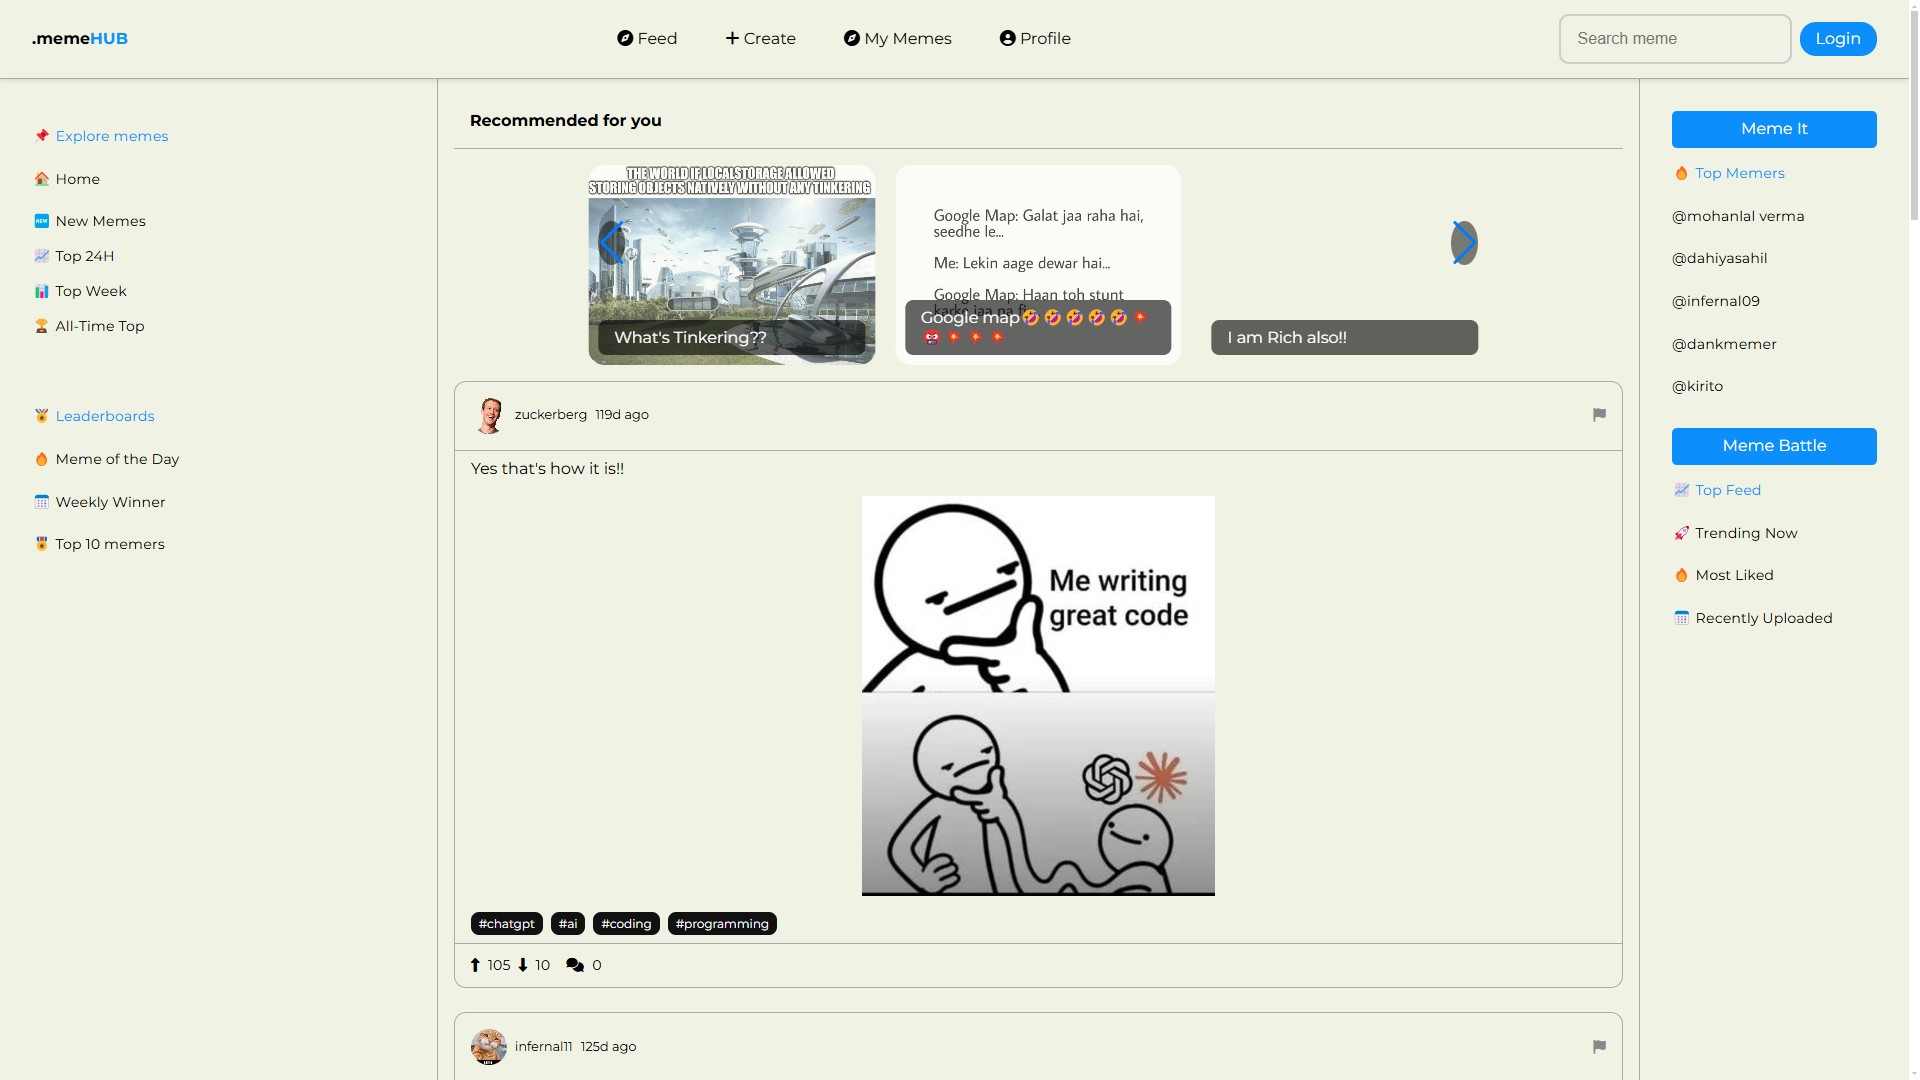 .memeHUB
Feed
Create
My Memes
Profile
Search meme
Login
Explore memes
Home
New Memes
Top 24H
Top Week
All-Time Top
Leaderboards
Meme of the Day
Weekly Winner
Top 10 memers
Recommended for you
THE WORLD IF LOCALSTORAGE ALLOWED
STORING OBJECTS NATIVELY WITHOUT ANY TINKERING
What's Tinkering??
Google Map: Galat jaa raha hai,
seedhe le...
Me: Lekin aage dewar hai...
Google Map: Haan toh stunt
karke jaa na
Google map🤣🤣🤣🤣🤣💥
👹💥💥💥
I am Rich also!!
zuckerberg 119d ago
Yes that's how it is!!
Me writing
great code
#chatgpt #ai #coding #programming
105 10 0
infernal11 125d ago
Meme It
Top Memers
@mohanlal verma
@dahiyasahil
@infernal09
@dankmemer
@kirito
Meme Battle
Top Feed
Trending Now
Most Liked
Recently Uploaded